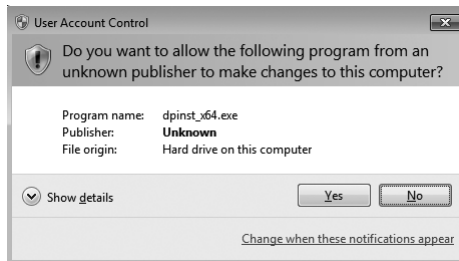 User Account Control
Do you want to allow the following program from an
unknown publisher to make changes to this computer?
Program name: dpinst_x64.exe
Publisher: Unknown
File origin: Hard drive on this computer
Show details
Yes
No
Change when these notifications appear